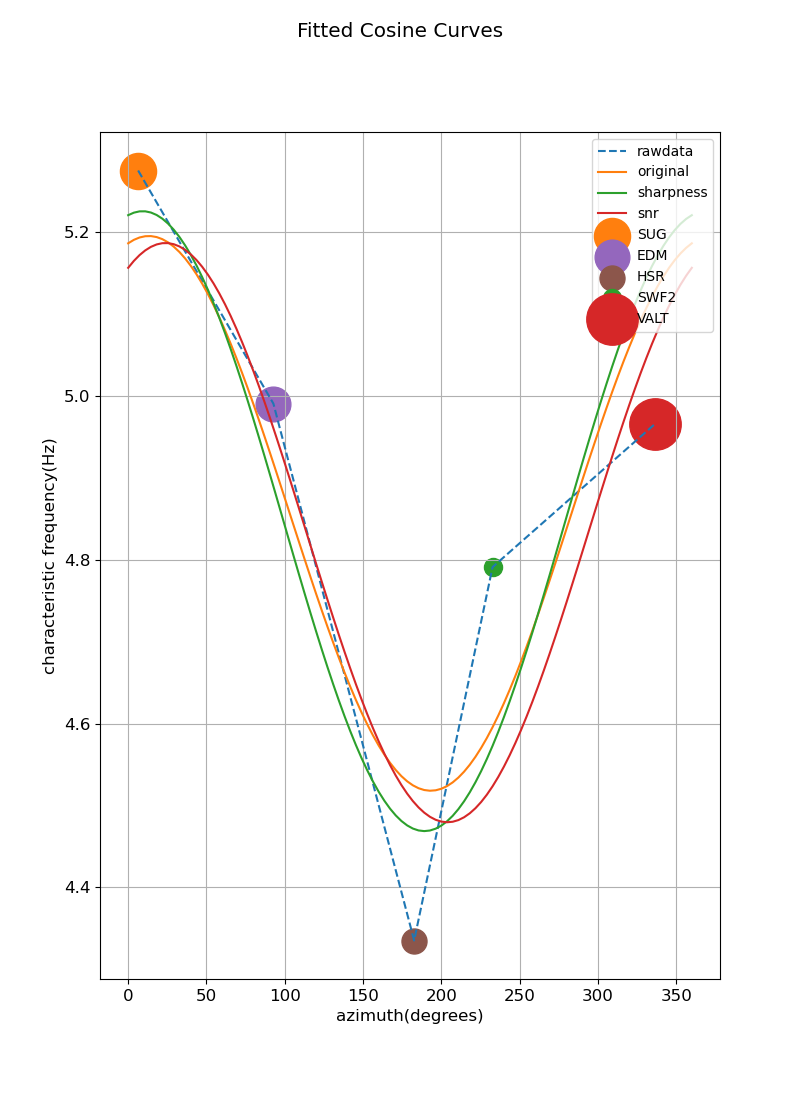 Fitted Cosine Curves
rawdata
original
sharpness
snr
SUG
EDM
HSR
SWF2
VALT
5.2
5.0
4.8
4.6
4.4
characteristic frequency(Hz)
0 50 100 150 200 250 300 350
azimuth(degrees)